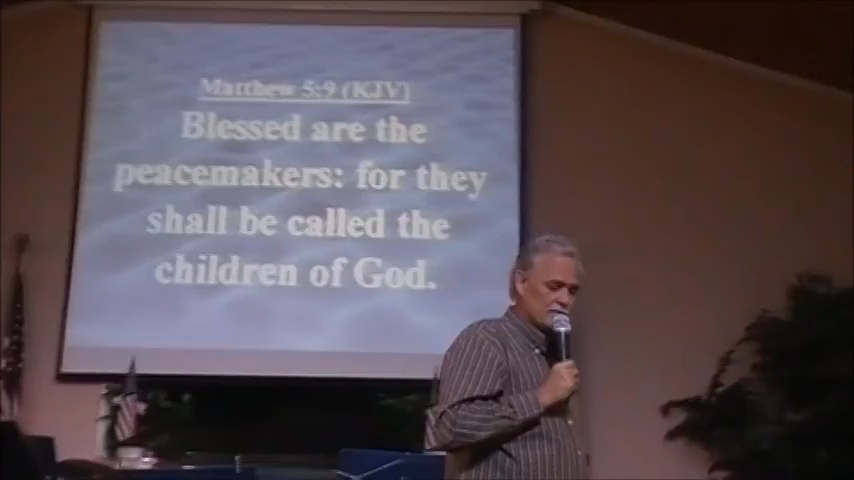 Matthew 5:9 (KJV)
Blessed are the
peacemakers: for they
shall be called the
children of God.